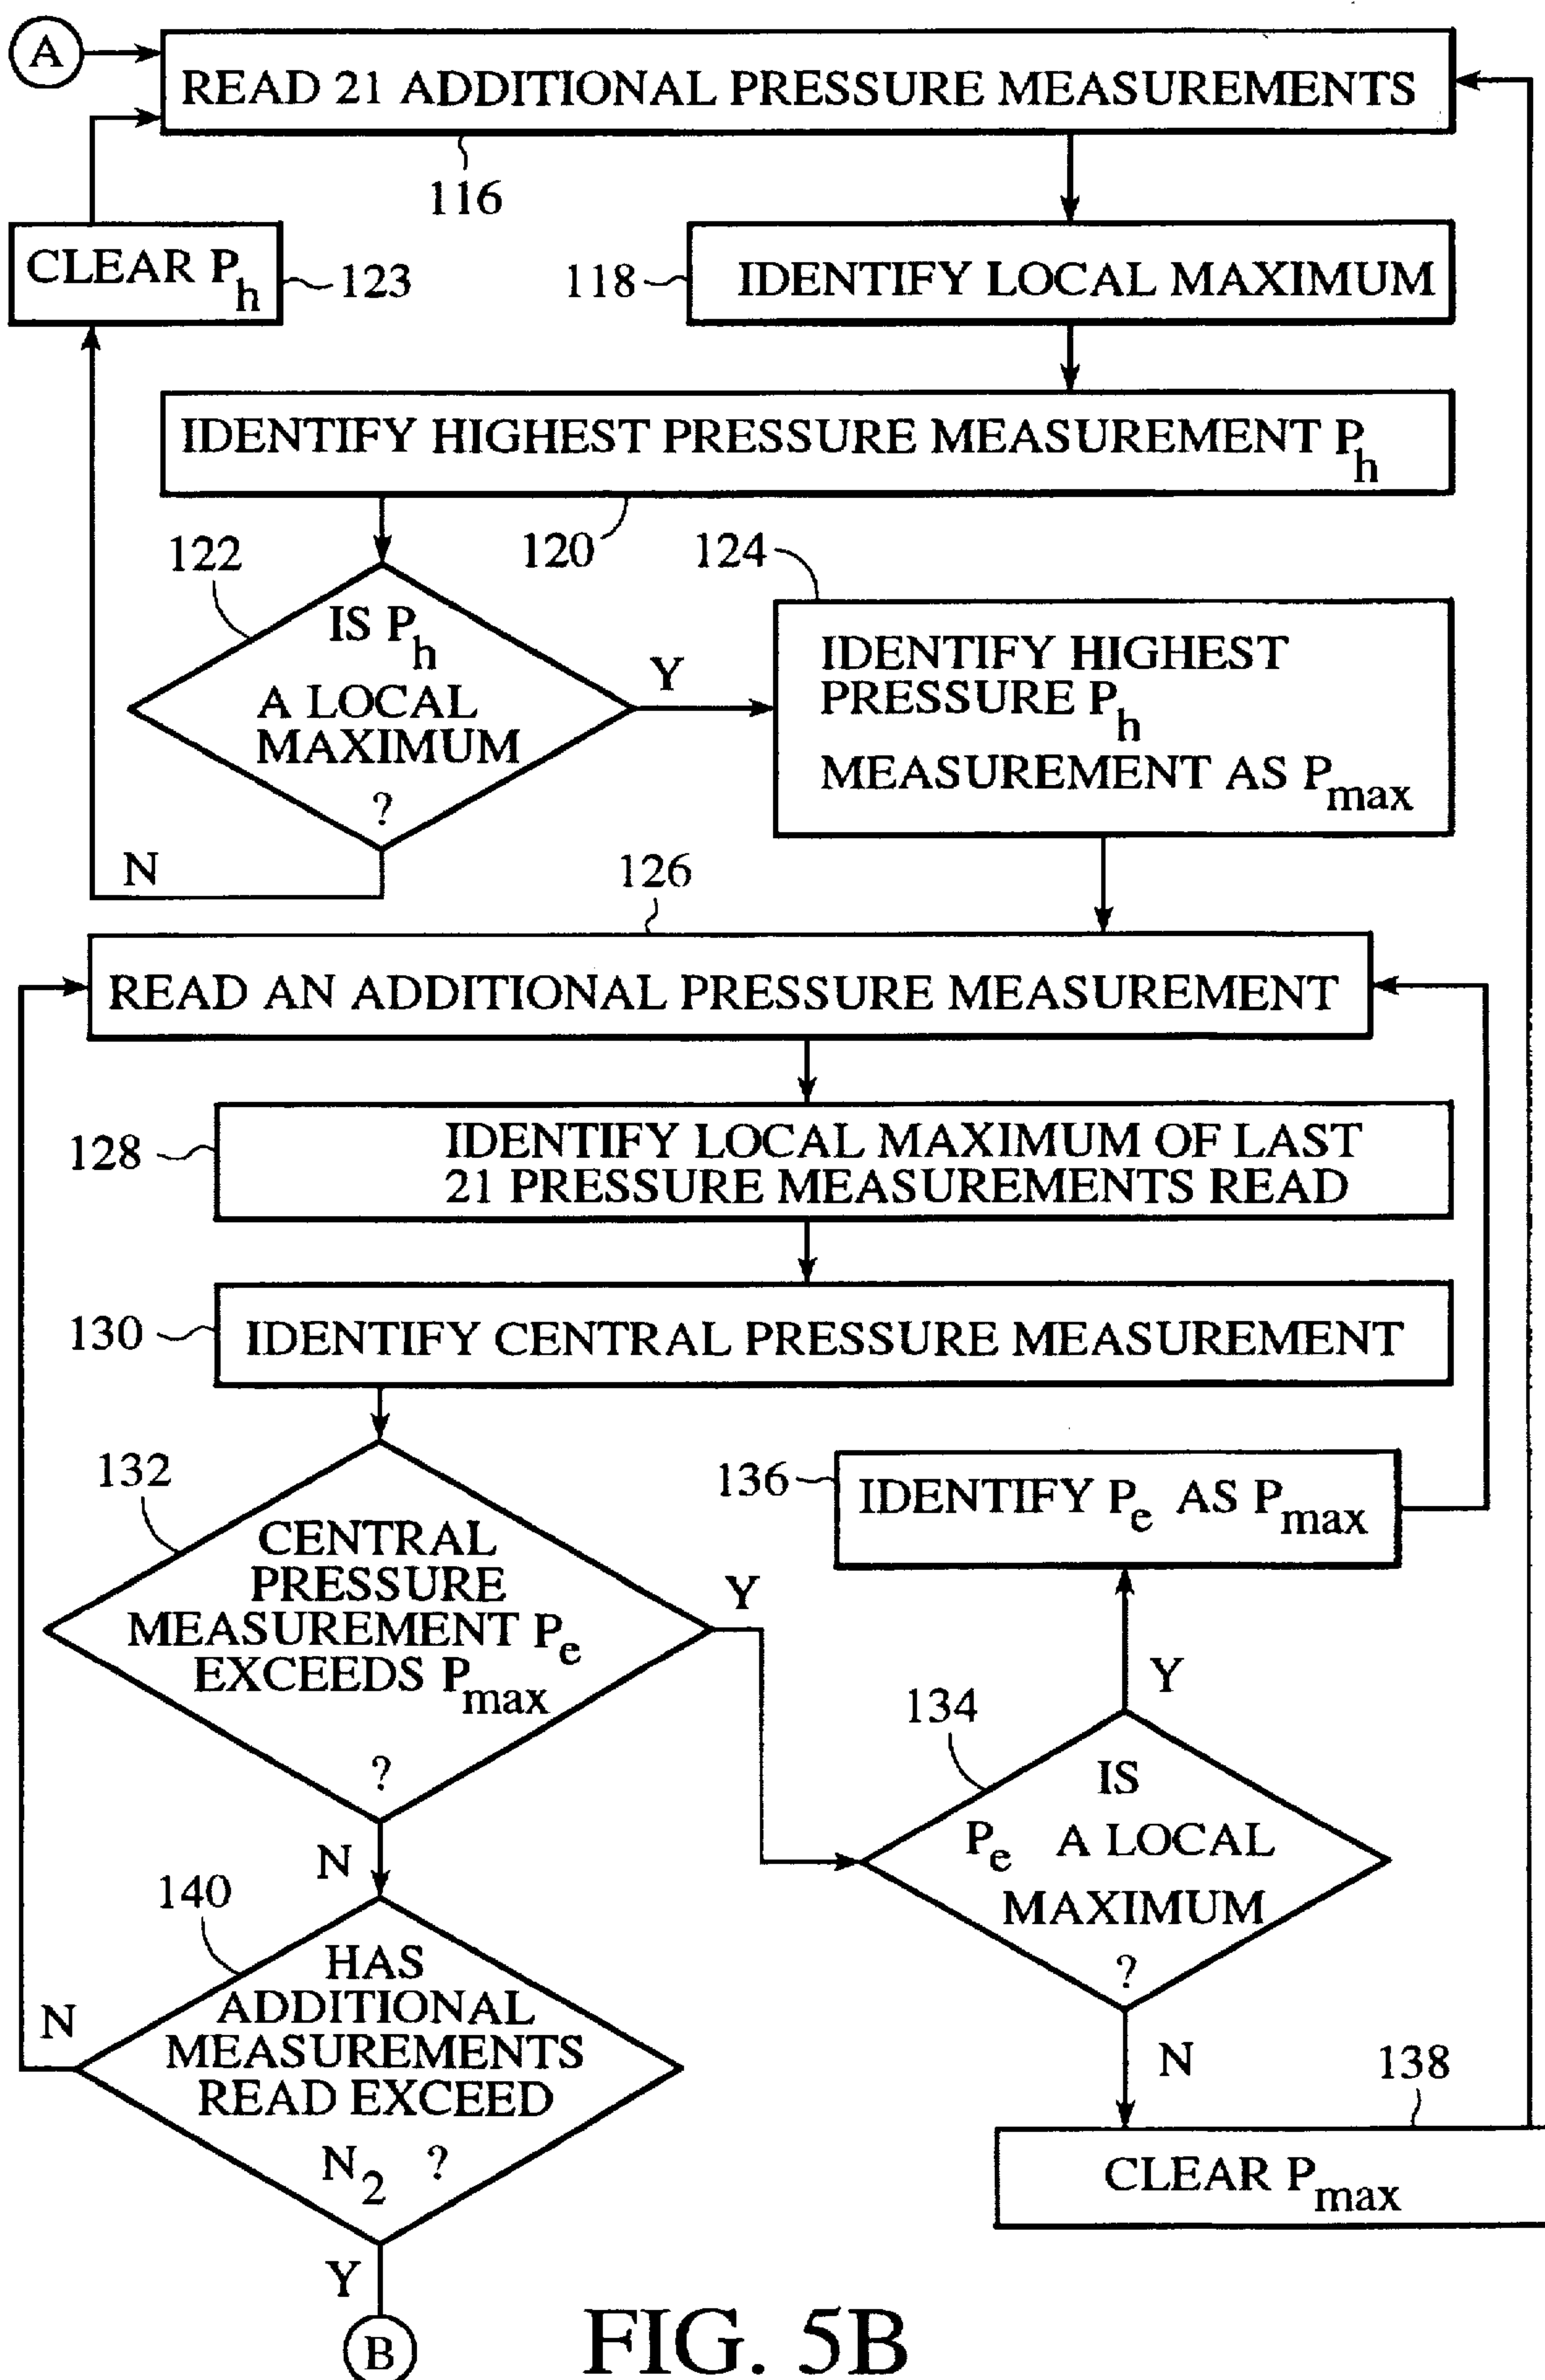 A
READ 21 ADDITIONAL PRESSURE MEASUREMENTS
116
CLEAR Ph
123
118
IDENTIFY LOCAL MAXIMUM
IDENTIFY HIGHEST PRESSURE MEASUREMENT Ph
120
122
IS Ph
A LOCAL
MAXIMUM
?
Y
N
124
IDENTIFY HIGHEST
PRESSURE Ph
MEASUREMENT AS Pmax
126
READ AN ADDITIONAL PRESSURE MEASUREMENT
128
IDENTIFY LOCAL MAXIMUM OF LAST
21 PRESSURE MEASUREMENTS READ
130
IDENTIFY CENTRAL PRESSURE MEASUREMENT
132
CENTRAL
PRESSURE
MEASUREMENT Pe
EXCEEDS Pmax
?
Y
N
136
IDENTIFY Pe AS Pmax
Y
134
IS
Pe A LOCAL
MAXIMUM
?
N
138
CLEAR Pmax
140
HAS
ADDITIONAL
MEASUREMENTS
READ EXCEED
N2 ?
N
Y
B
FIG. 5B